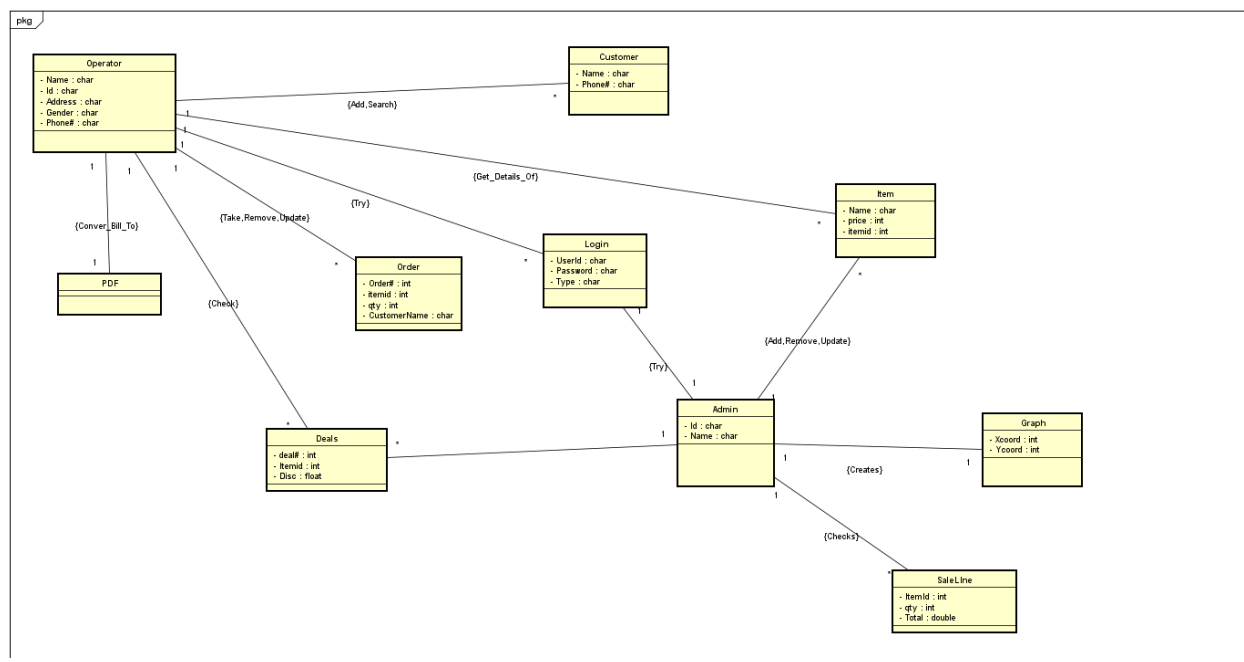 pkg
Operator
- Name : char
- Id : char
- Address : char
- Gender : char
- Phone# : char
Customer
- Name : char
- Phone# : char
{Add,Search}
*
1
1
1
1
1
1
{Get_Details_Of}
*
{Try}
*
{Take,Remove,Update}
*
{Conver_Bill_To}
1
{Check}
*
Item
- Name : char
- price : int
- itemid : int
Login
- UserId : char
- Password : char
- Type : char
PDF
Order
- Order# : int
- itemid : int
- qty : int
- CustomerName : char
1
{Try}
1
*
{Add,Remove,Update}
1
Admin
- Id : char
- Name : char
Graph
- Xcoord : int
- Ycoord : int
Deals
- deal# : int
- Itemid : int
- Disc : float
*
1
1
{Creates}
1
1
{Checks}
*
SaleLIne
- ItemId : int
- qty : int
- Total : double